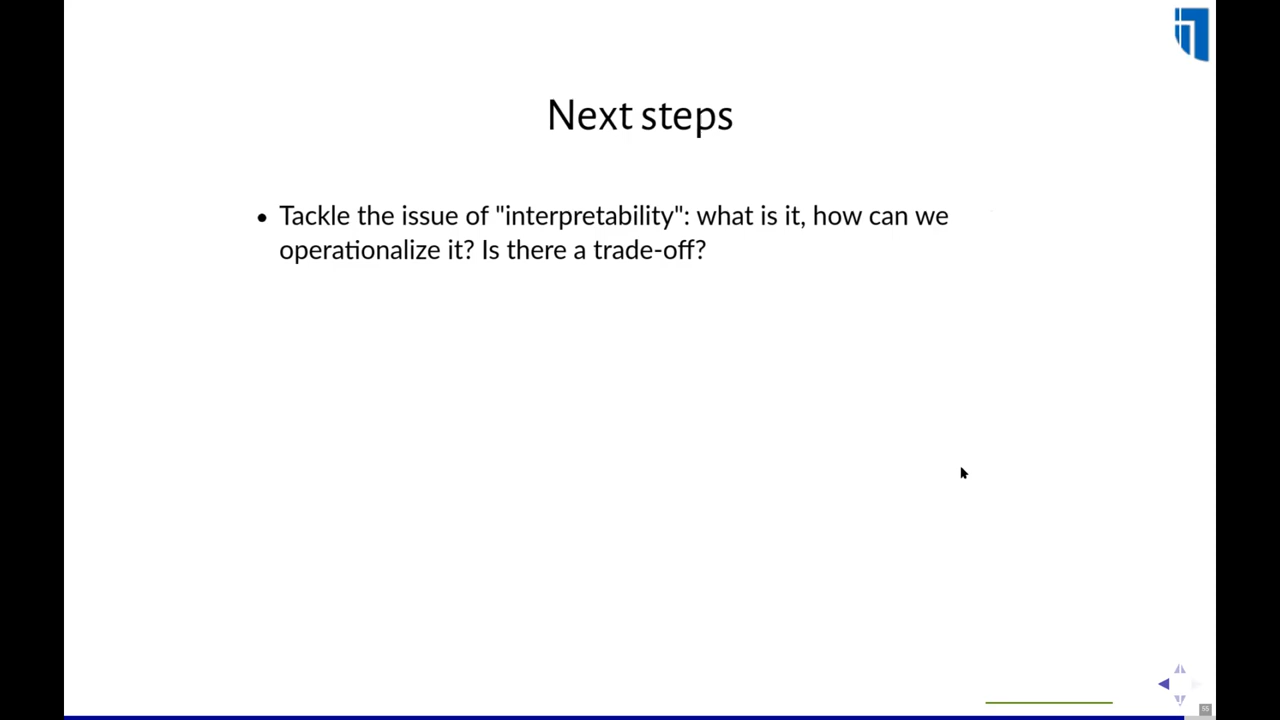 Next steps
• Tackle the issue of "interpretability": what is it, how can we
operationalize it? Is there a trade-off?
55